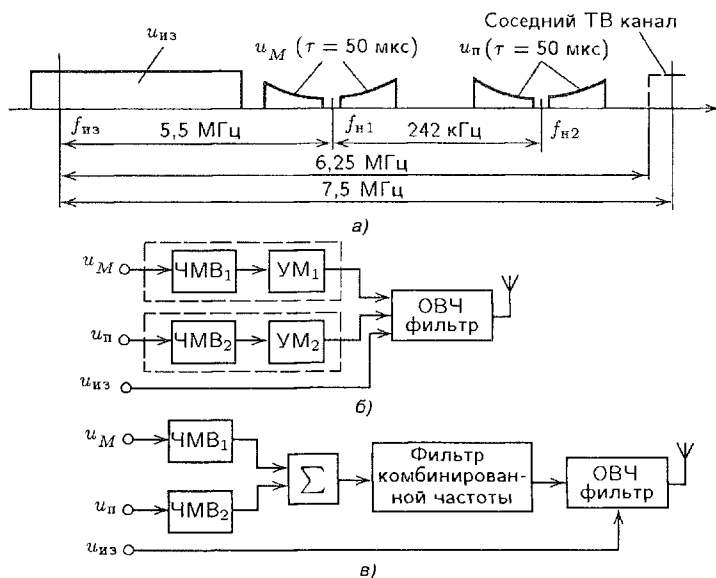 u_из
u_M (τ = 50 мкс)
u_п (τ = 50 мкс)
Соседний ТВ канал
f_из
5,5 МГц
f_н1
242 кГц
f_н2
6,25 МГц
7,5 МГц
а)
u_M
ЧМВ₁
УМ₁
u_п
ЧМВ₂
УМ₂
ОВЧ
фильтр
u_из
б)
u_M
ЧМВ₁
u_п
ЧМВ₂
Σ
Фильтр
комбинирован-
ной частоты
ОВЧ
фильтр
u_из
в)